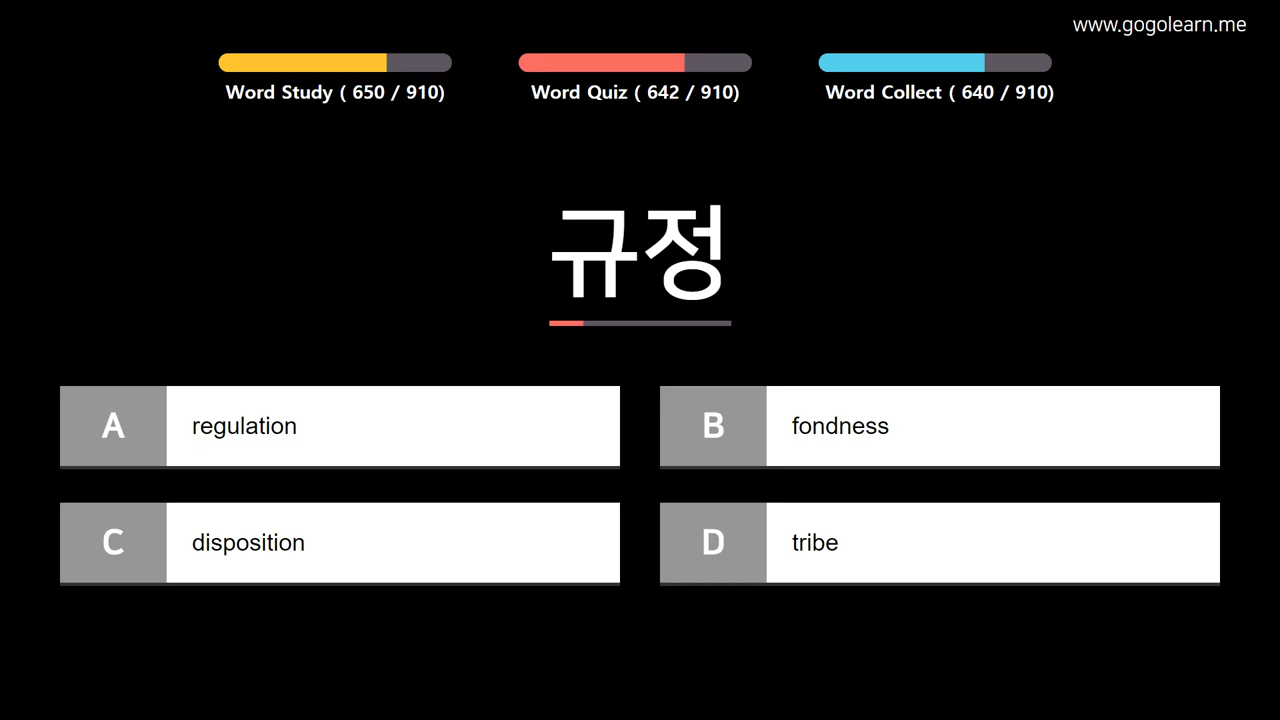 www.gogolearn.me
Word Study ( 650 / 910)
Word Quiz ( 642 / 910)
Word Collect ( 640 / 910)
규정
A
regulation
B
fondness
C
disposition
D
tribe